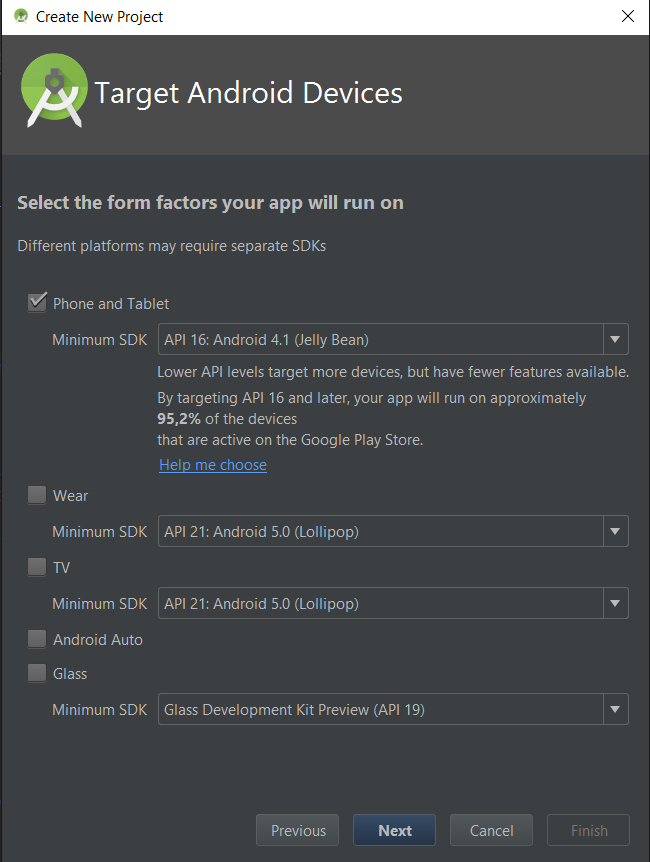 Create New Project
Target Android Devices
Select the form factors your app will run on
Different platforms may require separate SDKs
Phone and Tablet
Minimum SDK API 16: Android 4.1 (Jelly Bean)
Lower API levels target more devices, but have fewer features available.
By targeting API 16 and later, your app will run on approximately
95,2% of the devices
that are active on the Google Play Store.
Help me choose
Wear
Minimum SDK API 21: Android 5.0 (Lollipop)
TV
Minimum SDK API 21: Android 5.0 (Lollipop)
Android Auto
Glass
Minimum SDK Glass Development Kit Preview (API 19)
Previous Next Cancel Finish